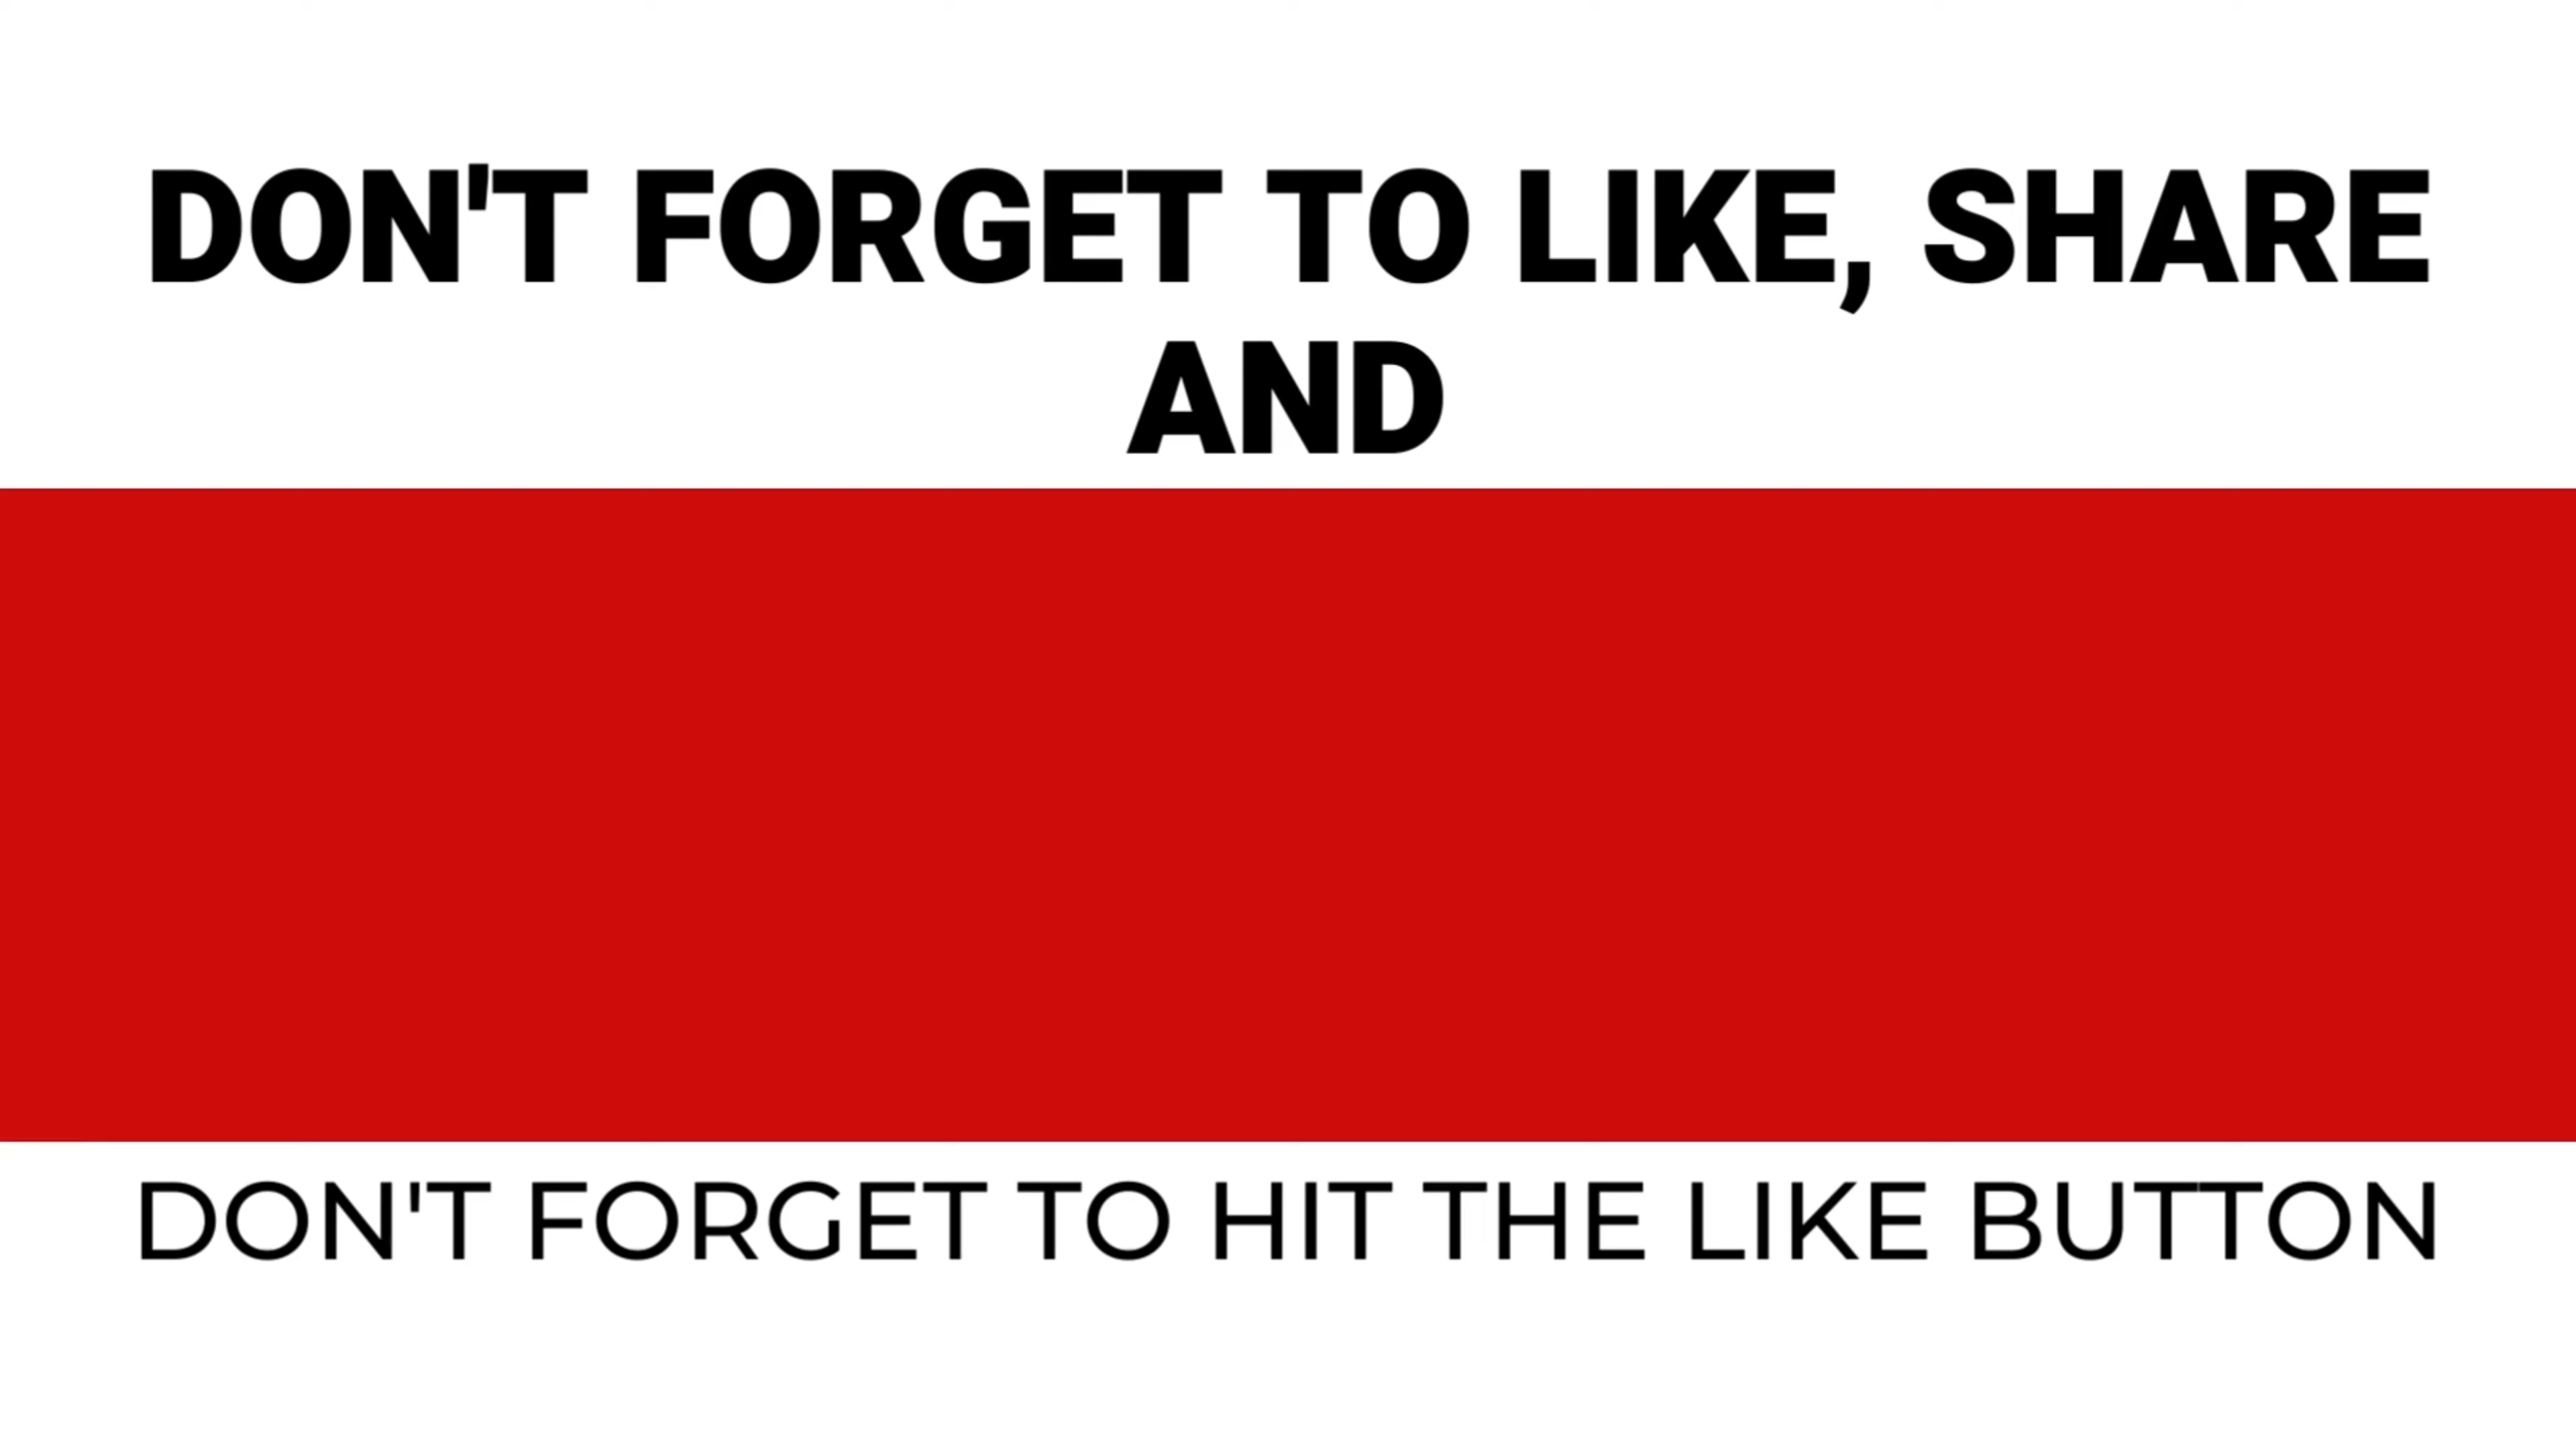 DON'T FORGET TO LIKE, SHARE
AND
DON'T FORGET TO HIT THE LIKE BUTTON